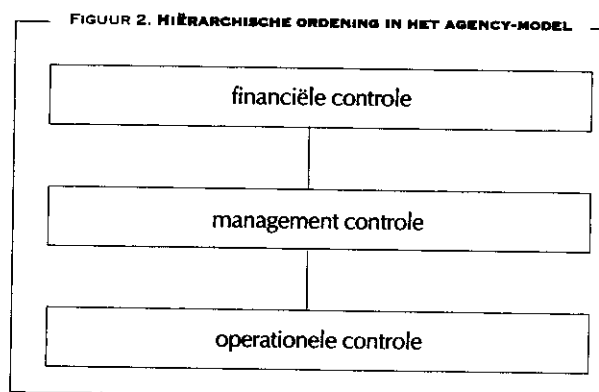 FIGUUR 2. HIËRARCHISCHE ORDENING IN HET AGENCY-MODEL
financiële controle
management controle
operationele controle